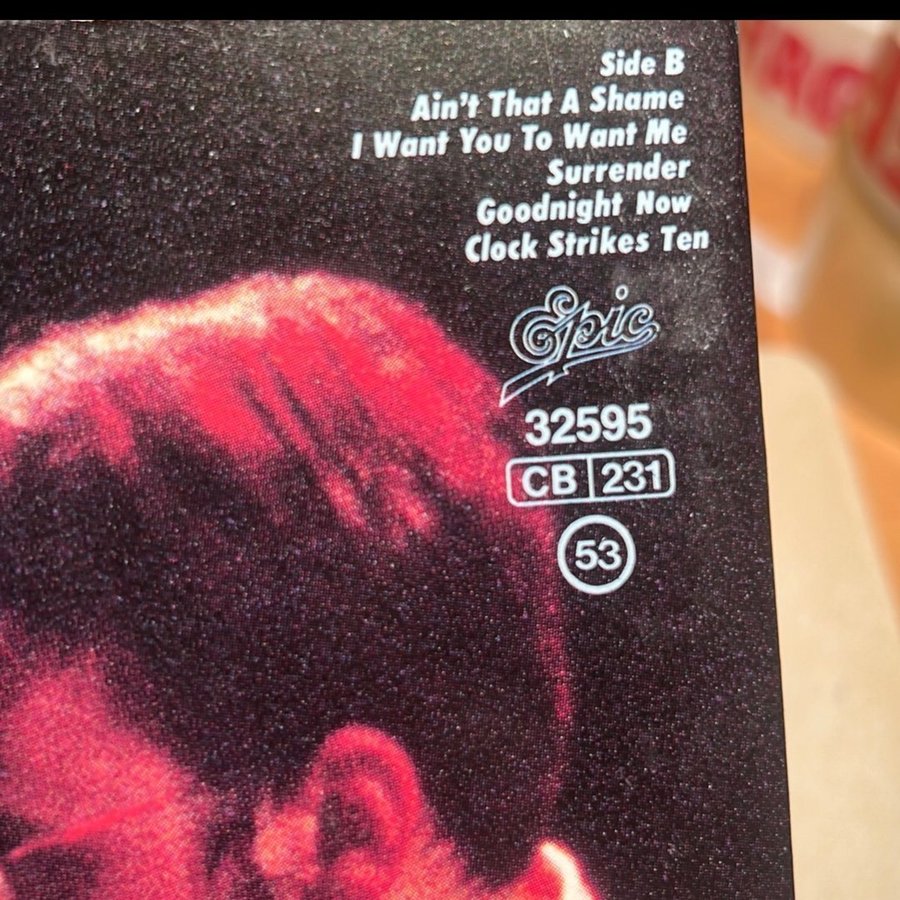 Side B
Ain't That A Shame
I Want You To Want Me
Surrender
Goodnight Now
Clock Strikes Ten
Epic
32595
CB 231
53